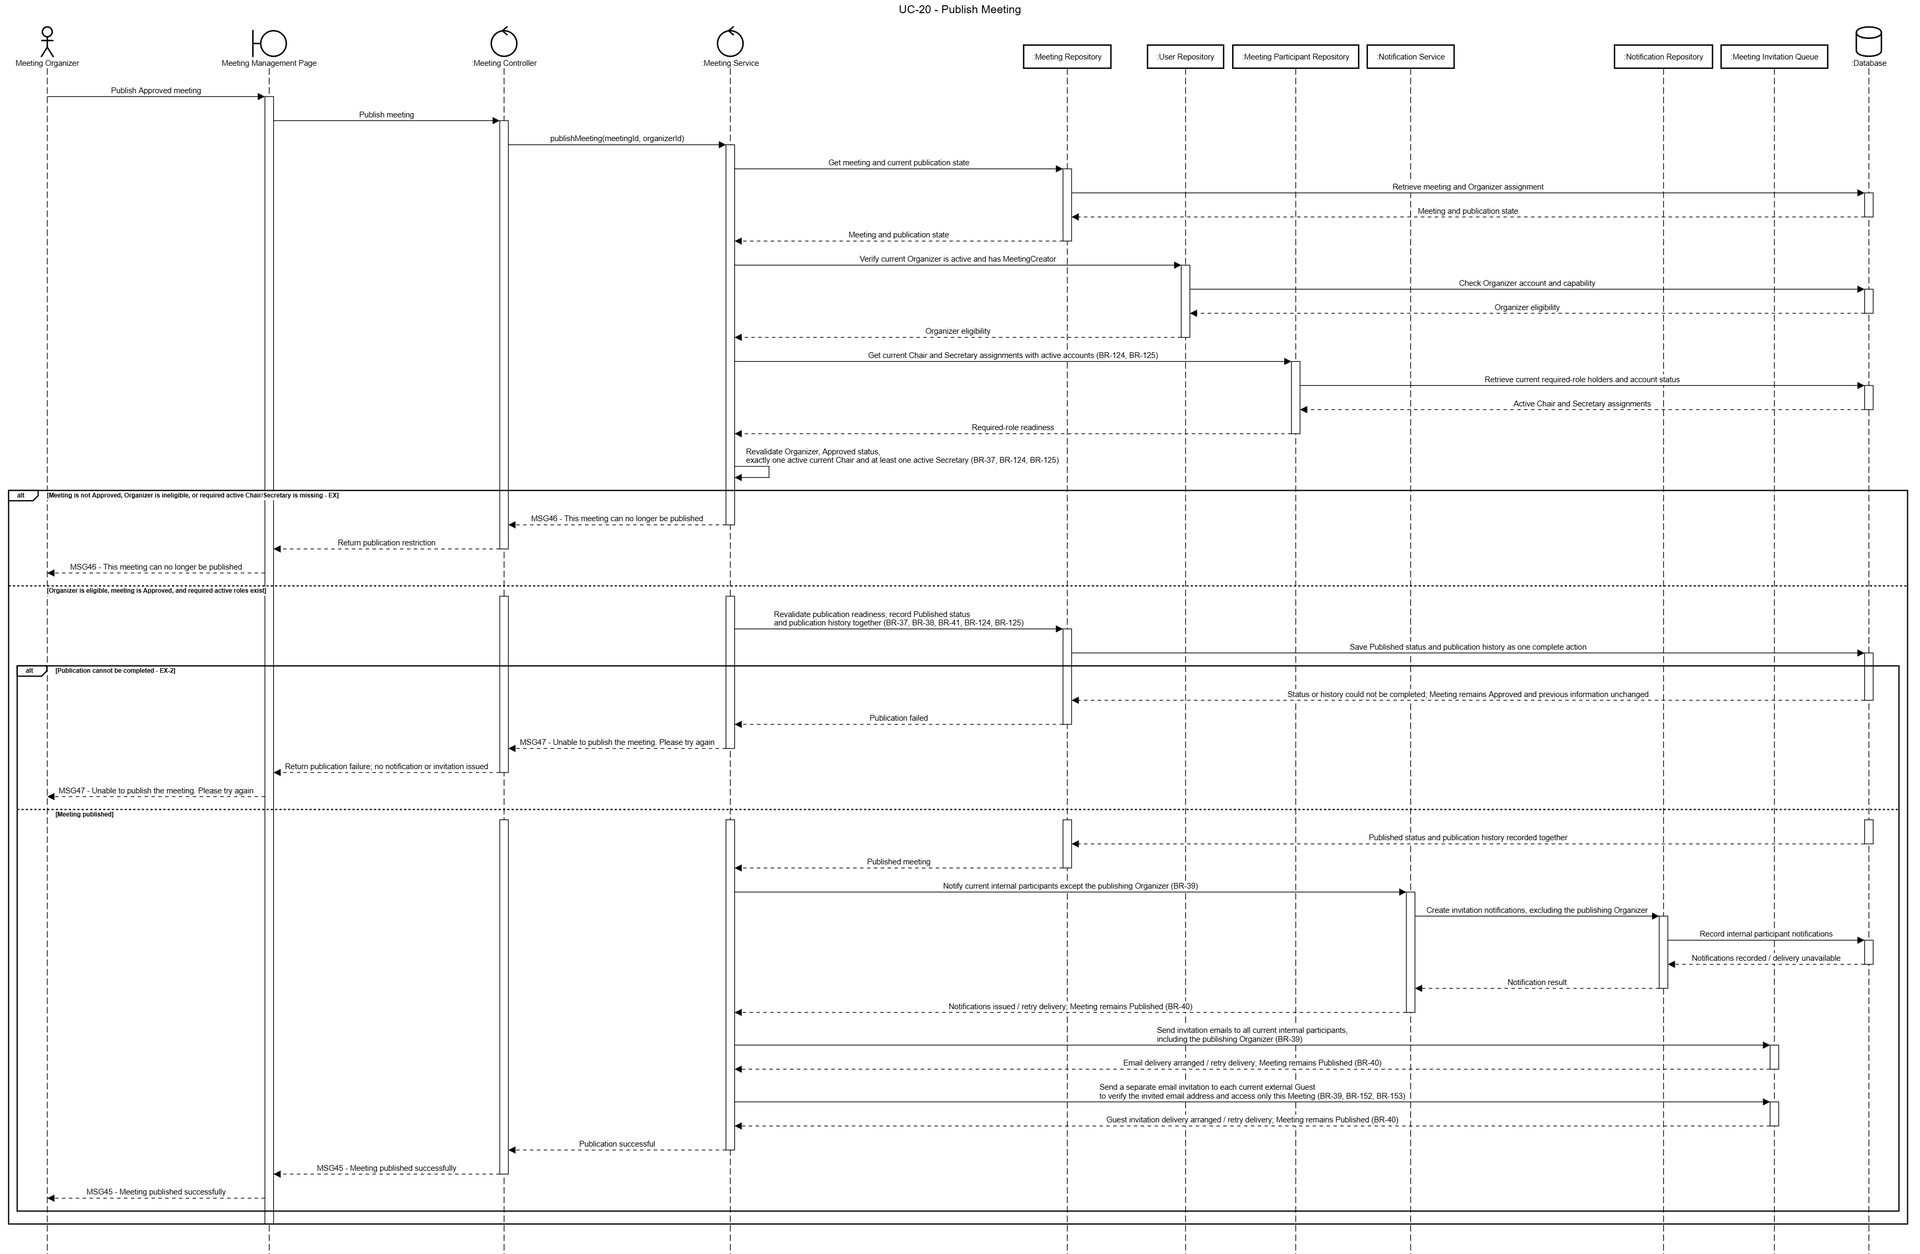 UC-20 - Publish Meeting
Meeting Organizer
Meeting Management Page
:Meeting Controller
:Meeting Service
:Meeting Repository
:User Repository
:Meeting Participant Repository
:Notification Service
:Notification Repository
:Meeting Invitation Queue
:Database
Publish Approved meeting
Publish meeting
publishMeeting(meetingId, organizerId)
Get meeting and current publication state
Retrieve meeting and Organizer assignment
Meeting and publication state
Meeting and publication state
Verify current Organizer is active and has MeetingCreator
Check Organizer account and capability
Organizer eligibility
Organizer eligibility
Get current Chair and Secretary assignments with active accounts (BR-124, BR-125)
Retrieve current required-role holders and account status
Active Chair and Secretary assignments
Required-role readiness
Revalidate Organizer, Approved status,
exactly one active current Chair and at least one active Secretary (BR-37, BR-124, BR-125)
alt
[Meeting is not Approved, Organizer is ineligible, or required active Chair/Secretary is missing - EX]
MSG46 - This meeting can no longer be published
Return publication restriction
MSG46 - This meeting can no longer be published
[Organizer is eligible, meeting is Approved, and required active roles exist]
Revalidate publication readiness; record Published status
and publication history together (BR-37, BR-38, BR-41, BR-124, BR-125)
Save Published status and publication history as one complete action
alt
[Publication cannot be completed - EX-2]
Status or history could not be completed; Meeting remains Approved and previous information unchanged
Publication failed
MSG47 - Unable to publish the meeting. Please try again
Return publication failure; no notification or invitation issued
MSG47 - Unable to publish the meeting. Please try again
[Meeting published]
Published status and publication history recorded together
Published meeting
Notify current internal participants except the publishing Organizer (BR-39)
Create invitation notifications, excluding the publishing Organizer
Record internal participant notifications
Notifications recorded / delivery unavailable
Notification result
Notifications issued / retry delivery; Meeting remains Published (BR-40)
Send invitation emails to all current internal participants,
including the publishing Organizer (BR-39)
Email delivery arranged / retry delivery; Meeting remains Published (BR-40)
Send a separate email invitation to each current external Guest
to verify the invited email address and access only this Meeting (BR-39, BR-152, BR-153)
Guest invitation delivery arranged / retry delivery; Meeting remains Published (BR-40)
Publication successful
MSG45 - Meeting published successfully
MSG45 - Meeting published successfully